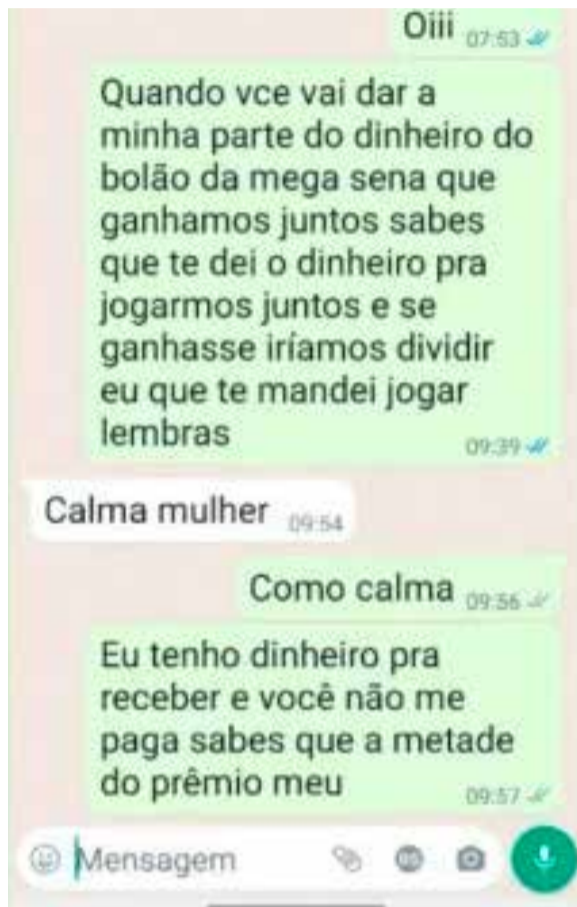 Oiii 07:53
Quando vce vai dar a
minha parte do dinheiro do
bolão da mega sena que
ganhamos juntos sabes
que te dei o dinheiro pra
jogarmos juntos e se
ganhasse iríamos dividir
eu que te mandei jogar
lembras 09:39
Calma mulher 09:54
Como calma 09:56
Eu tenho dinheiro pra
receber e você não me
paga sabes que a metade
do prêmio meu 09:57
Mensagem